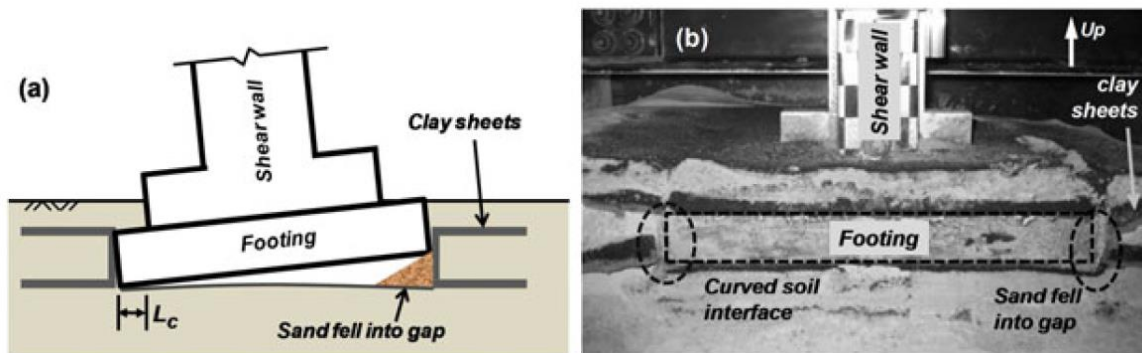 (a)
Shear wall
Clay sheets
Footing
L_c
Sand fell into gap
(b)
Shear wall
Up
clay
sheets
Footing
Curved soil
interface
Sand fell
into gap